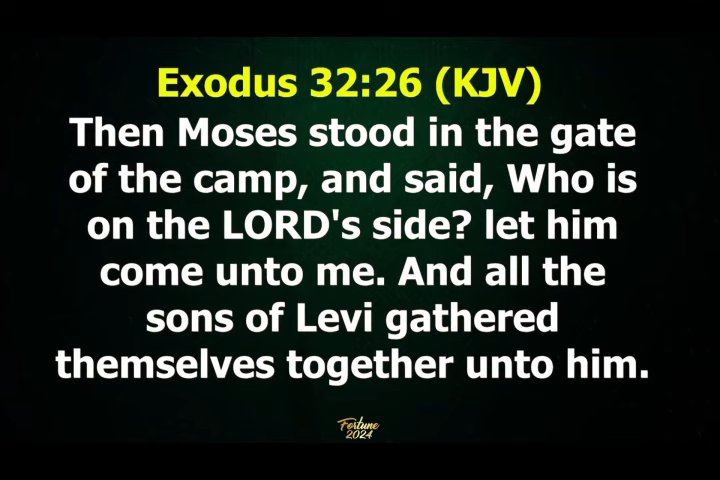 Exodus 32:26 (KJV)
Then Moses stood in the gate
of the camp, and said, Who is
on the LORD's side? let him
come unto me. And all the
sons of Levi gathered
themselves together unto him.
Fortune
2024